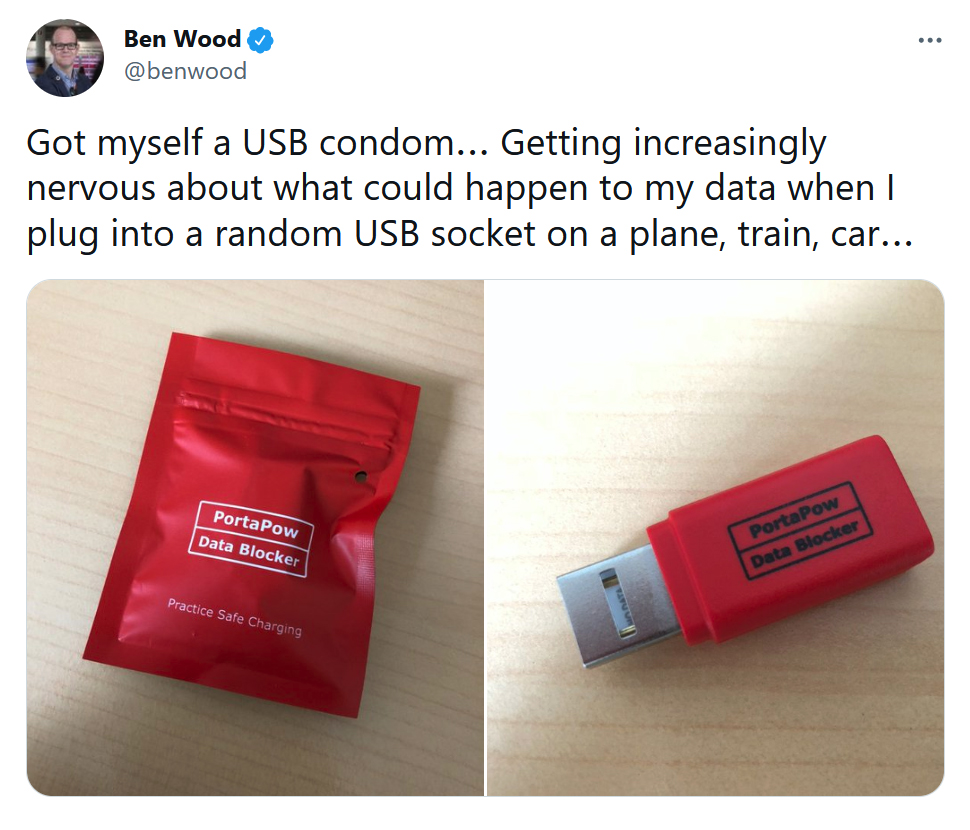 Ben Wood
@benwood
Got myself a USB condom... Getting increasingly
nervous about what could happen to my data when I
plug into a random USB socket on a plane, train, car...
PortaPow
Data Blocker
Practice Safe Charging
PortaPow
Data Blocker